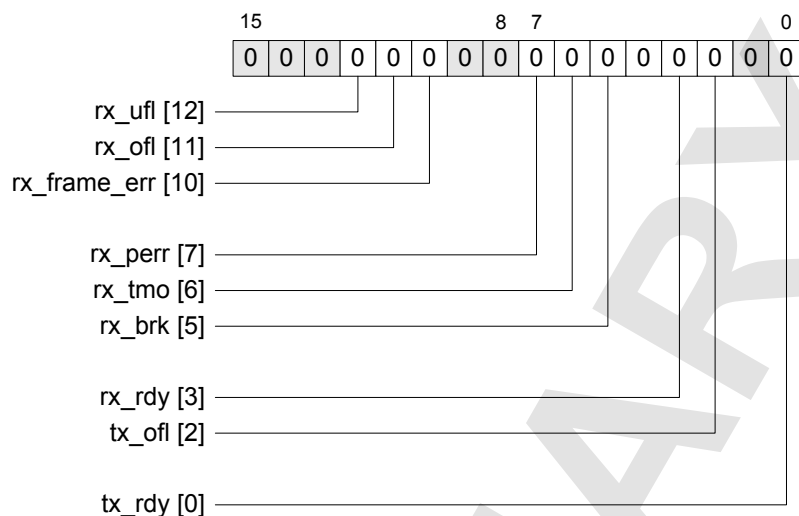 15 8 7 0
0 0 0 0 0 0 0 0 0 0 0 0 0 0 0 0
rx_ufl [12]
rx_ofl [11]
rx_frame_err [10]
rx_perr [7]
rx_tmo [6]
rx_brk [5]
rx_rdy [3]
tx_ofl [2]
tx_rdy [0]